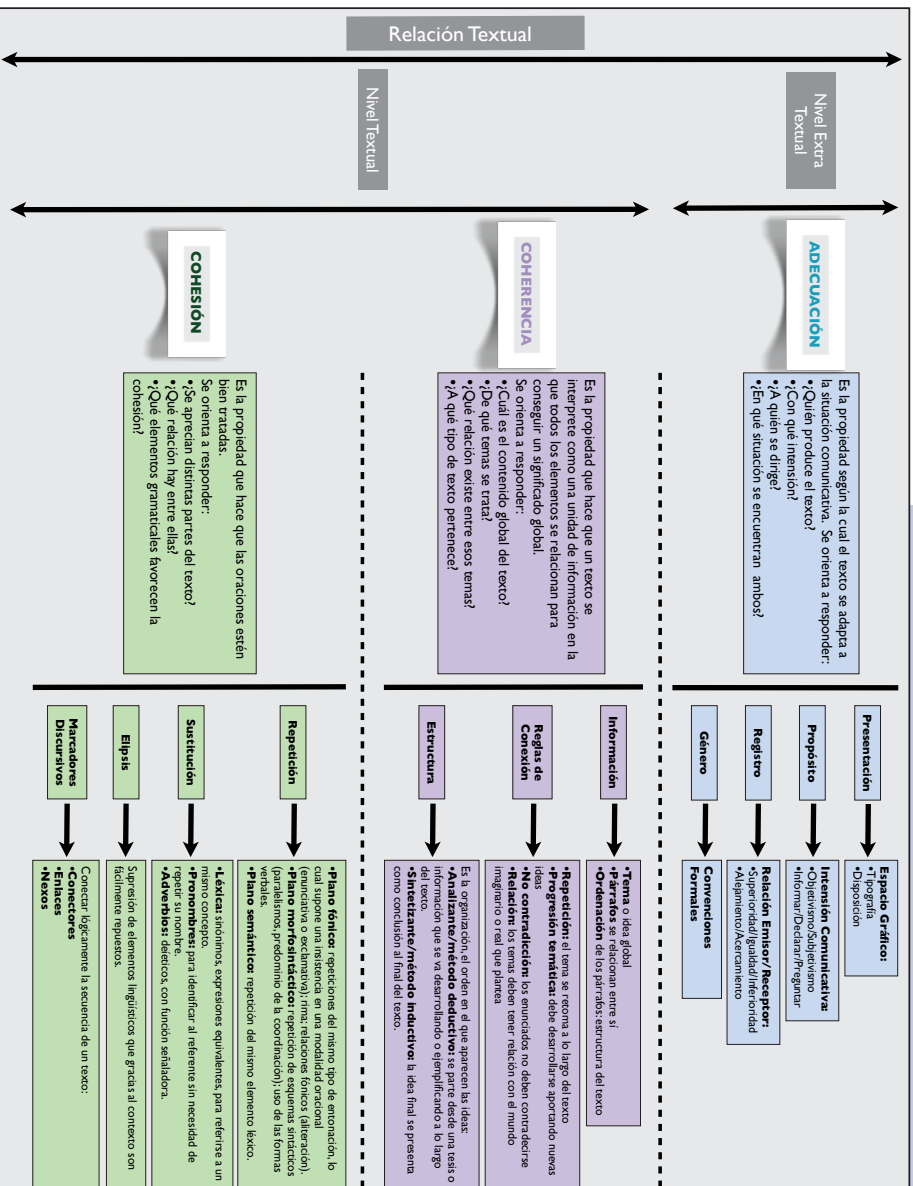 Relación Textual
Nivel Extra
Textual
Nivel Textual
ADECUACIÓN
Es la propiedad según la cual el texto se adapta a
la situación comunicativa. Se orienta a responder:
•¿Quién produce el texto?
•¿Con qué intensión?
•¿A quién se dirige?
•¿En qué situación se encuentran ambos?
Presentación
Espacio Gráfico:
•Tipografía
•Disposición
Propósito
Intensión Comunicativa:
•Objetivismo/Subjetivismo
•Informar/Declarar/Preguntar
Registro
Relación Emisor/Receptor:
•Superioridad/Igualdad/Inferioridad
•Alejamiento/Acercamiento
Género
Convenciones
Formales
COHERENCIA
Es la propiedad que hace que un texto se
interprete como una unidad de información en la
que todos los elementos se relacionan para
conseguir un significado global.
Se orienta a responder:
•¿Cuál es el contenido global del texto?
•¿De qué temas se trata?
•¿Qué relación existe entre esos temas?
•¿A qué tipo de texto pertenece?
Información
•Tema o idea global
•Párrafos se relacionan entre sí
•Ordenación de los párrafos: estructura del texto
Reglas de
Conexión
•Repetición: el tema se retoma a lo largo del texto
•Progresión temática: debe desarrollarse aportando nuevas
ideas
•No contradicción: los enunciados no deben contradecirse
•Relación: los temas deben tener relación con el mundo
imaginario o real que plantea
Estructura
Es la organización, el orden en el que aparecen las ideas:
•Analizante/método deductivo: se parte desde una tesis o
información que se va desarrollando o ejemplificando a lo largo
del texto.
•Sintetizante/método inductivo: la idea final se presenta
como conclusión al final del texto.
COHESIÓN
Es la propiedad que hace que las oraciones estén
bien tratadas.
Se orienta a responder:
•¿Se aprecian distintas partes del texto?
•¿Qué relación hay entre ellas?
•¿Qué elementos gramaticales favorecen la
cohesión?
Repetición
•Plano fónico: repeticiones del mismo tipo de entonación, lo
cual supone una insistencia en una modalidad oracional
(enunciativa o exclamativa); rima; relaciones fónicos (aliteración).
•Plano morfosintáctico: repetición de esquemas sintácticos
(paralelismos, predominio de la coordinación); uso de las formas
verbales.
•Plano semántico: repetición del mismo elemento léxico.
Sustitución
•Léxica: sinónimos, expresiones equivalentes, para referirse a un
mismo concepto.
•Pronombres: para identificar al referente sin necesidad de
repetir su nombre.
•Adverbios: deícticos, con función señaladora.
Elipsis
Supresión de elementos lingüísticos que gracias al contexto son
fácilmente repuestos.
Marcadores
Discursivos
Conectar lógicamente la secuencia de un texto:
•Conectores
•Enlaces
•Nexos